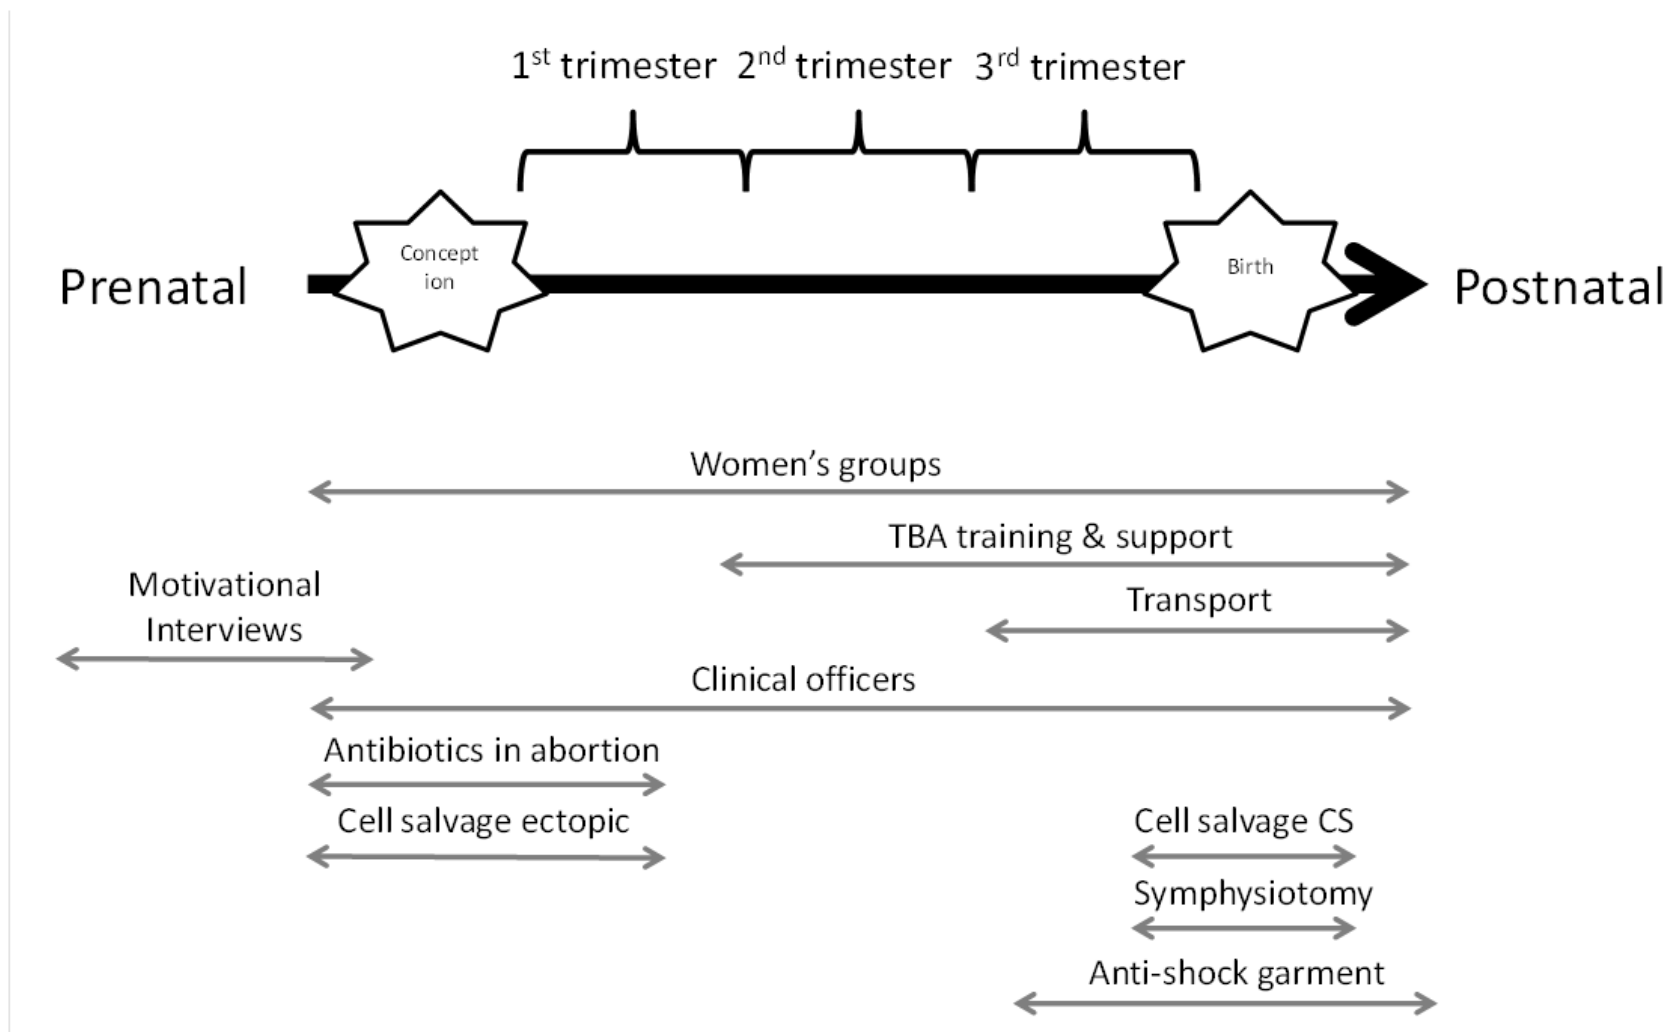 1st trimester 2nd trimester 3rd trimester
Concept
ion
Birth
Prenatal
Postnatal
Women's groups
TBA training & support
Motivational
Interviews
Transport
Clinical officers
Antibiotics in abortion
Cell salvage ectopic
Cell salvage CS
Symphysiotomy
Anti-shock garment